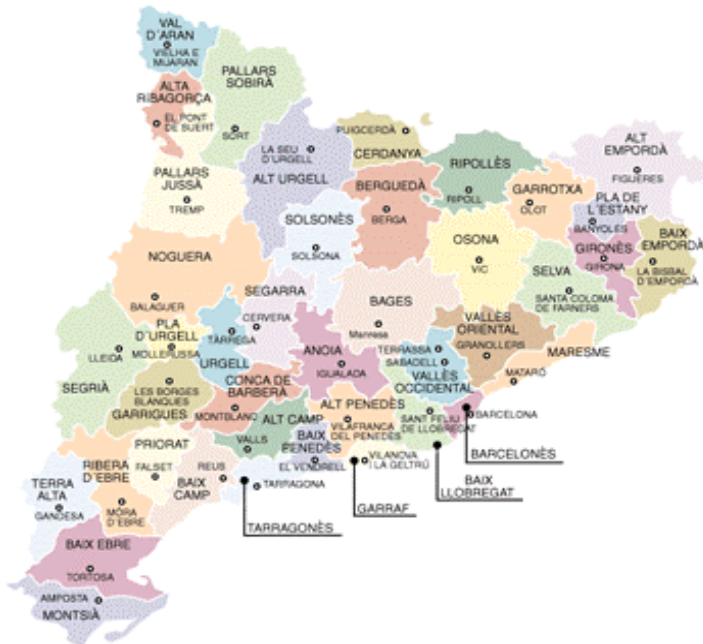 VAL
D'ARAN
VIELHA E
MIJARAN
PALLARS
SOBIRÀ
ALTA
RIBAGORÇA
EL PONT
DE SUERT
SORT
PUIGCERDÀ
CERDANYA
LA SEU
D'URGELL
ALT URGELL
RIPOLLÈS
RIPOLL
ALT
EMPORDÀ
FIGUERES
PALLARS
JUSSÀ
TREMP
BERGUEDÀ
BERGA
GARROTXA
OLOT
PLA DE
L'ESTANY
BANYOLES
SOLSONÈS
SOLSONA
OSONA
VIC
GIRONÈS
GIRONA
BAIX
EMPORDÀ
LA BISBAL
D'EMPORDÀ
NOGUERA
BALAGUER
SEGARRA
CERVERA
BAGES
Manresa
SELVA
SANTA COLOMA
DE FARNERS
VALLÈS
ORIENTAL
GRANOLLERS
PLA
D'URGELL
MOLLERUSSA
TÀRREGA
URGELL
ANOIA
IGUALADA
TERRASSA
SABADELL
VALLÈS
OCCIDENTAL
MARESME
MATARÓ
LLEIDA
SEGRIÀ
LES BORGES
BLANQUES
GARRIGUES
CONCA DE
BARBERÀ
MONTBLANC
ALT PENEDÈS
VILAFRANCA
DEL PENEDÈS
SANT FELIU
DE LLOBREGAT
BARCELONA
BARCELONÈS
ALT CAMP
VALLS
BAIX
PENEDÈS
EL VENDRELL
VILANOVA
I LA GELTRÚ
BAIX
LLOBREGAT
GARRAF
PRIORAT
FALSET
REUS
BAIX
CAMP
TARRAGONA
TARRAGONÈS
RIBERA
D'EBRE
MÓRA
D'EBRE
TERRA
ALTA
GANDESA
BAIX EBRE
TORTOSA
AMPOSTA
MONTSIÀ